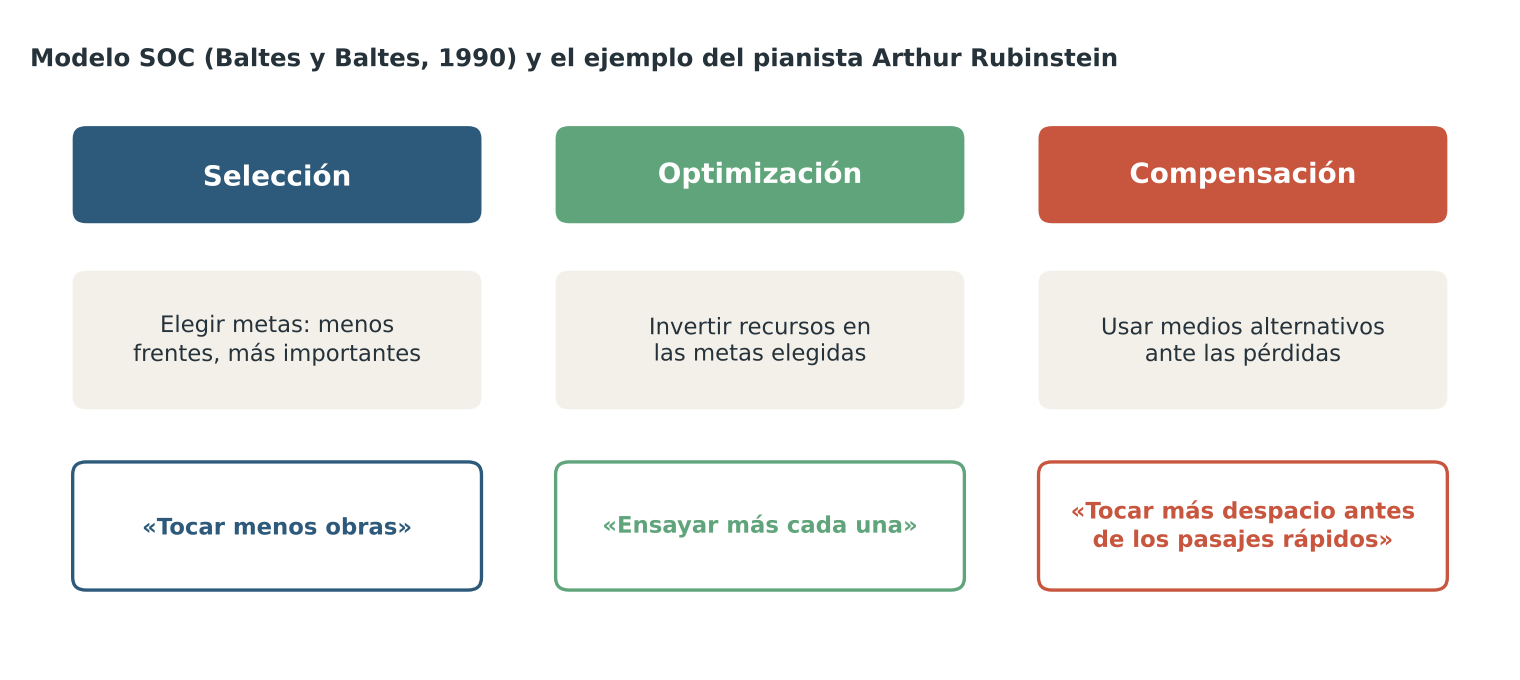 Modelo SOC (Baltes y Baltes, 1990) y el ejemplo del pianista Arthur Rubinstein
Selección
Optimización
Compensación
Elegir metas: menos
frentes, más importantes
Invertir recursos en
las metas elegidas
Usar medios alternativos
ante las pérdidas
«Tocar menos obras»
«Ensayar más cada una»
«Tocar más despacio antes
de los pasajes rápidos»